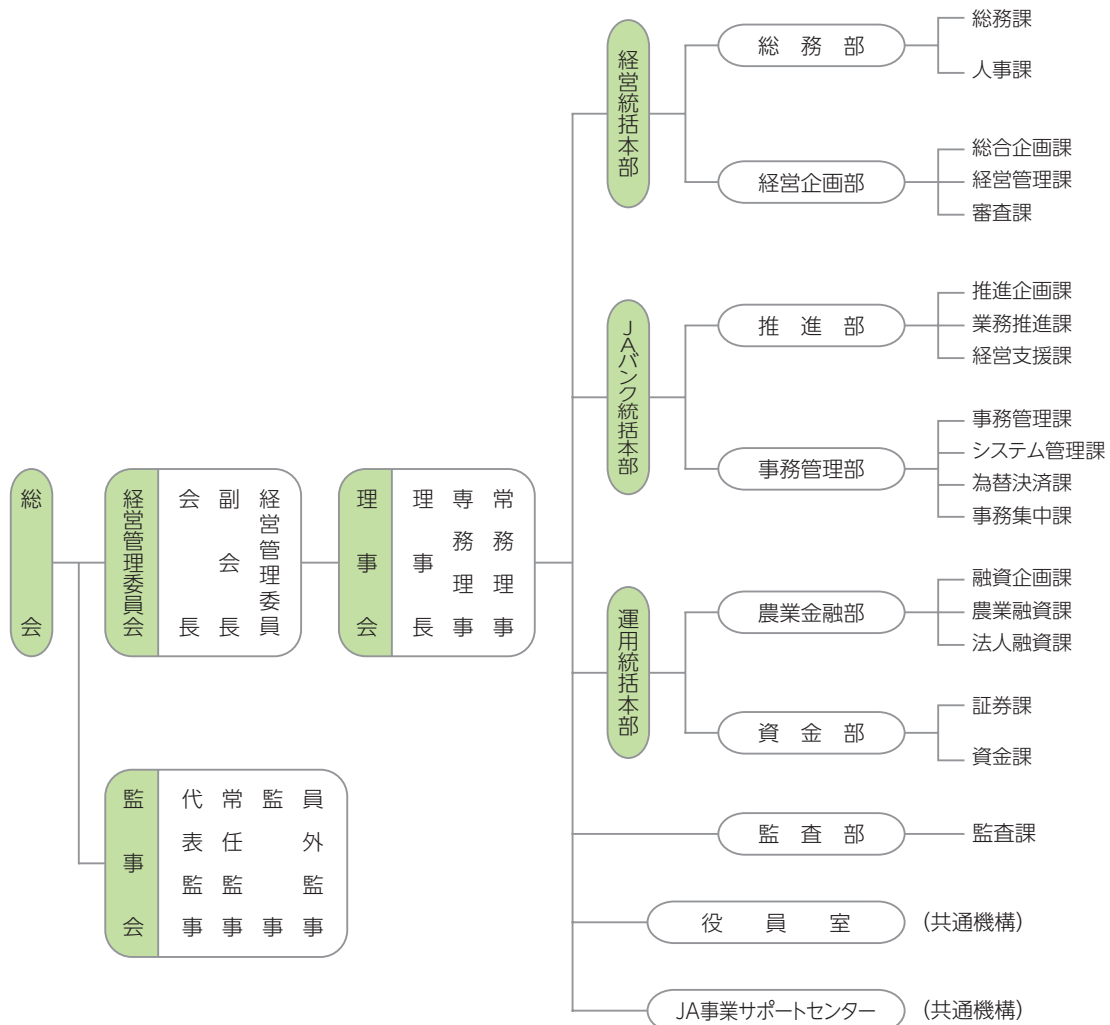 総会
経営管理委員会
会長
副会長
経営管理委員
理事会
理事長
専務理事
常務理事
監事会
代表監事
常任監事
監事
員外監事
経営統括本部
総務部
総務課
人事課
経営企画部
総合企画課
経営管理課
審査課
JAバンク統括本部
推進部
推進企画課
業務推進課
経営支援課
事務管理部
事務管理課
システム管理課
為替決済課
事務集中課
運用統括本部
農業金融部
融資企画課
農業融資課
法人融資課
資金部
証券課
資金課
監査部
監査課
役員室
(共通機構)
JA事業サポートセンター
(共通機構)